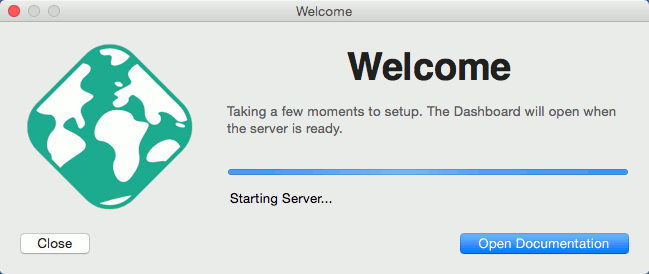 Welcome
Welcome
Taking a few moments to setup. The Dashboard will open when
the server is ready.
Starting Server...
Close
Open Documentation